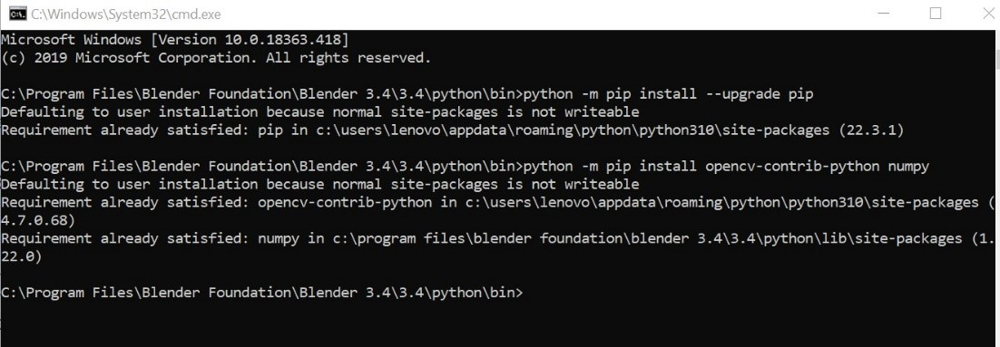 C:\Windows\System32\cmd.exe
Microsoft Windows [Version 10.0.18363.418]
(c) 2019 Microsoft Corporation. All rights reserved.
C:\Program Files\Blender Foundation\Blender 3.4\3.4\python\bin>python -m pip install --upgrade pip
Defaulting to user installation because normal site-packages is not writeable
Requirement already satisfied: pip in c:\users\lenovo\appdata\roaming\python\python310\site-packages (22.3.1)
C:\Program Files\Blender Foundation\Blender 3.4\3.4\python\bin>python -m pip install opencv-contrib-python numpy
Defaulting to user installation because normal site-packages is not writeable
Requirement already satisfied: opencv-contrib-python in c:\users\lenovo\appdata\roaming\python\python310\site-packages (
4.7.0.68)
Requirement already satisfied: numpy in c:\program files\blender foundation\blender 3.4\3.4\python\lib\site-packages (1.
22.0)
C:\Program Files\Blender Foundation\Blender 3.4\3.4\python\bin>